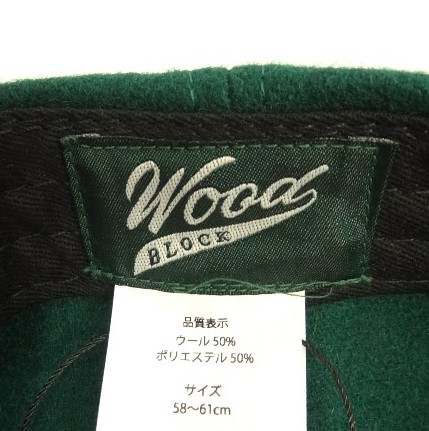 Wood
BLOCK
品質表示
ウール 50%
ポリエステル 50%
サイズ
58～61cm